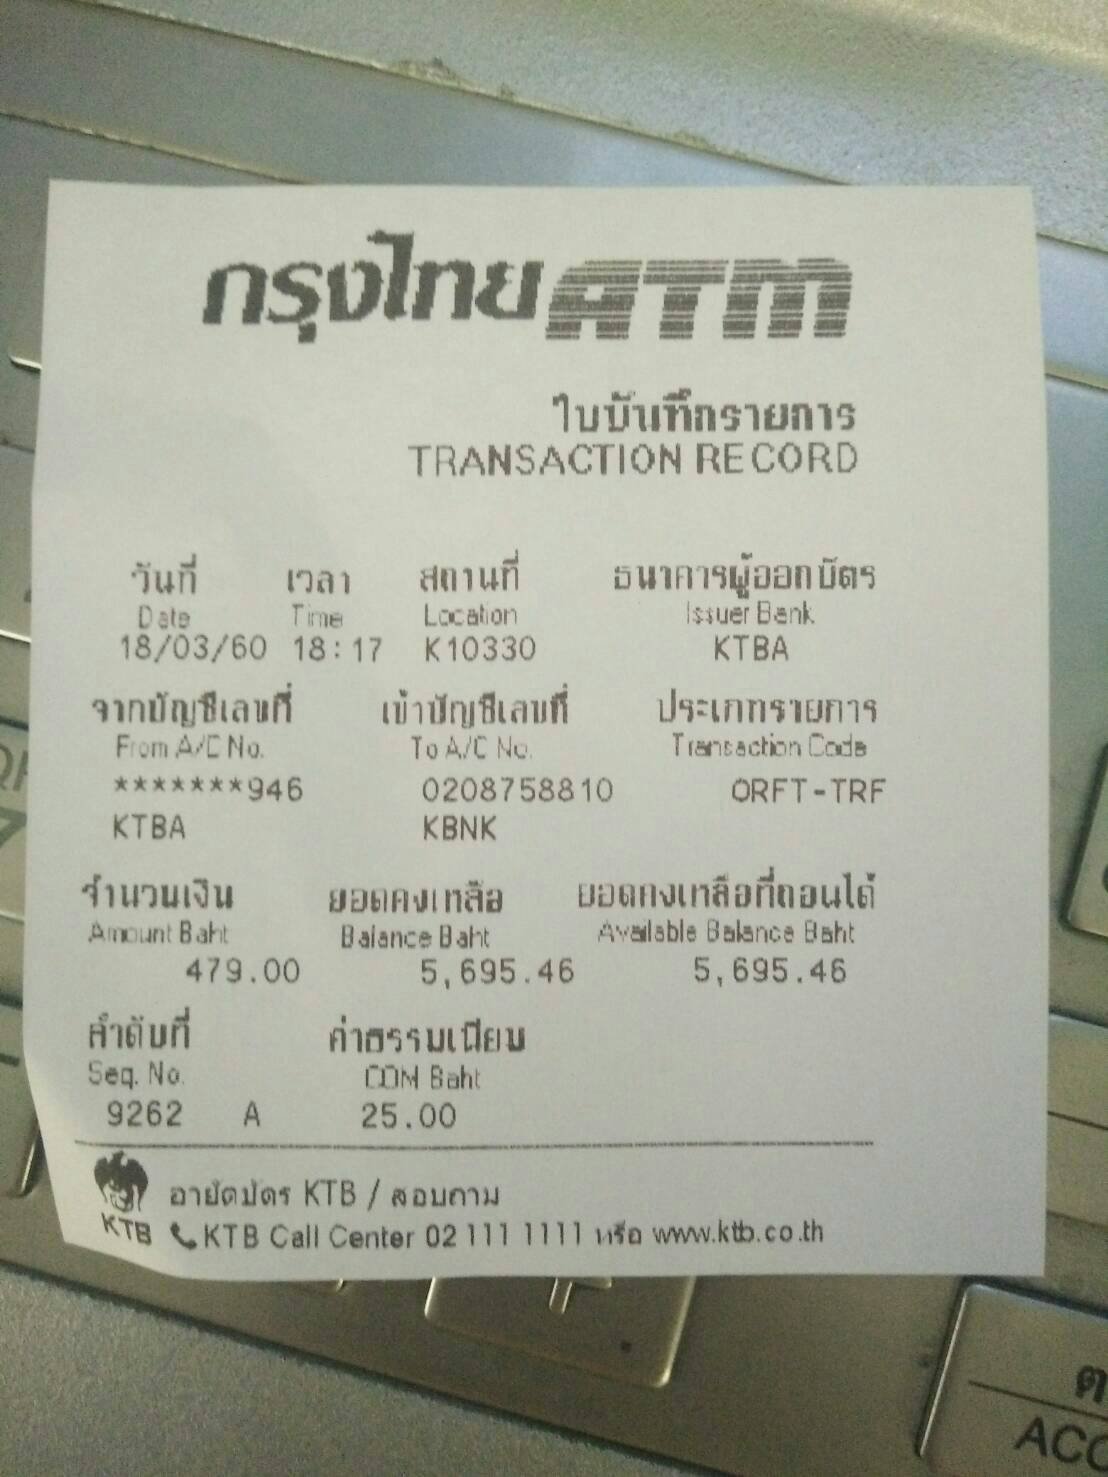 กรุงไทย ATM
ใบบันทึกรายการ
TRANSACTION RECORD
วันที่ เวลา สถานที่ ธนาคารผู้ออกบัตร
Date Time Location Issuer Bank
18/03/60 18:17 K10330 KTBA
จากบัญชีเลขที่ เข้าบัญชีเลขที่ ประเภทรายการ
From A/C No. To A/C No. Transaction Code
*******946 0208758810 ORFT-TRF
KTBA KBNK
จำนวนเงิน ยอดคงเหลือ ยอดคงเหลือที่ถอนได้
Amount Baht Balance Baht Available Balance Baht
479.00 5,695.46 5,695.46
ลำดับที่ ค่าธรรมเนียม
Seq. No. COM Baht
9262 A 25.00
อายัดบัตร KTB / สอบถาม
KTB KTB Call Center 02 111 1111 หรือ www.ktb.co.th
ACC